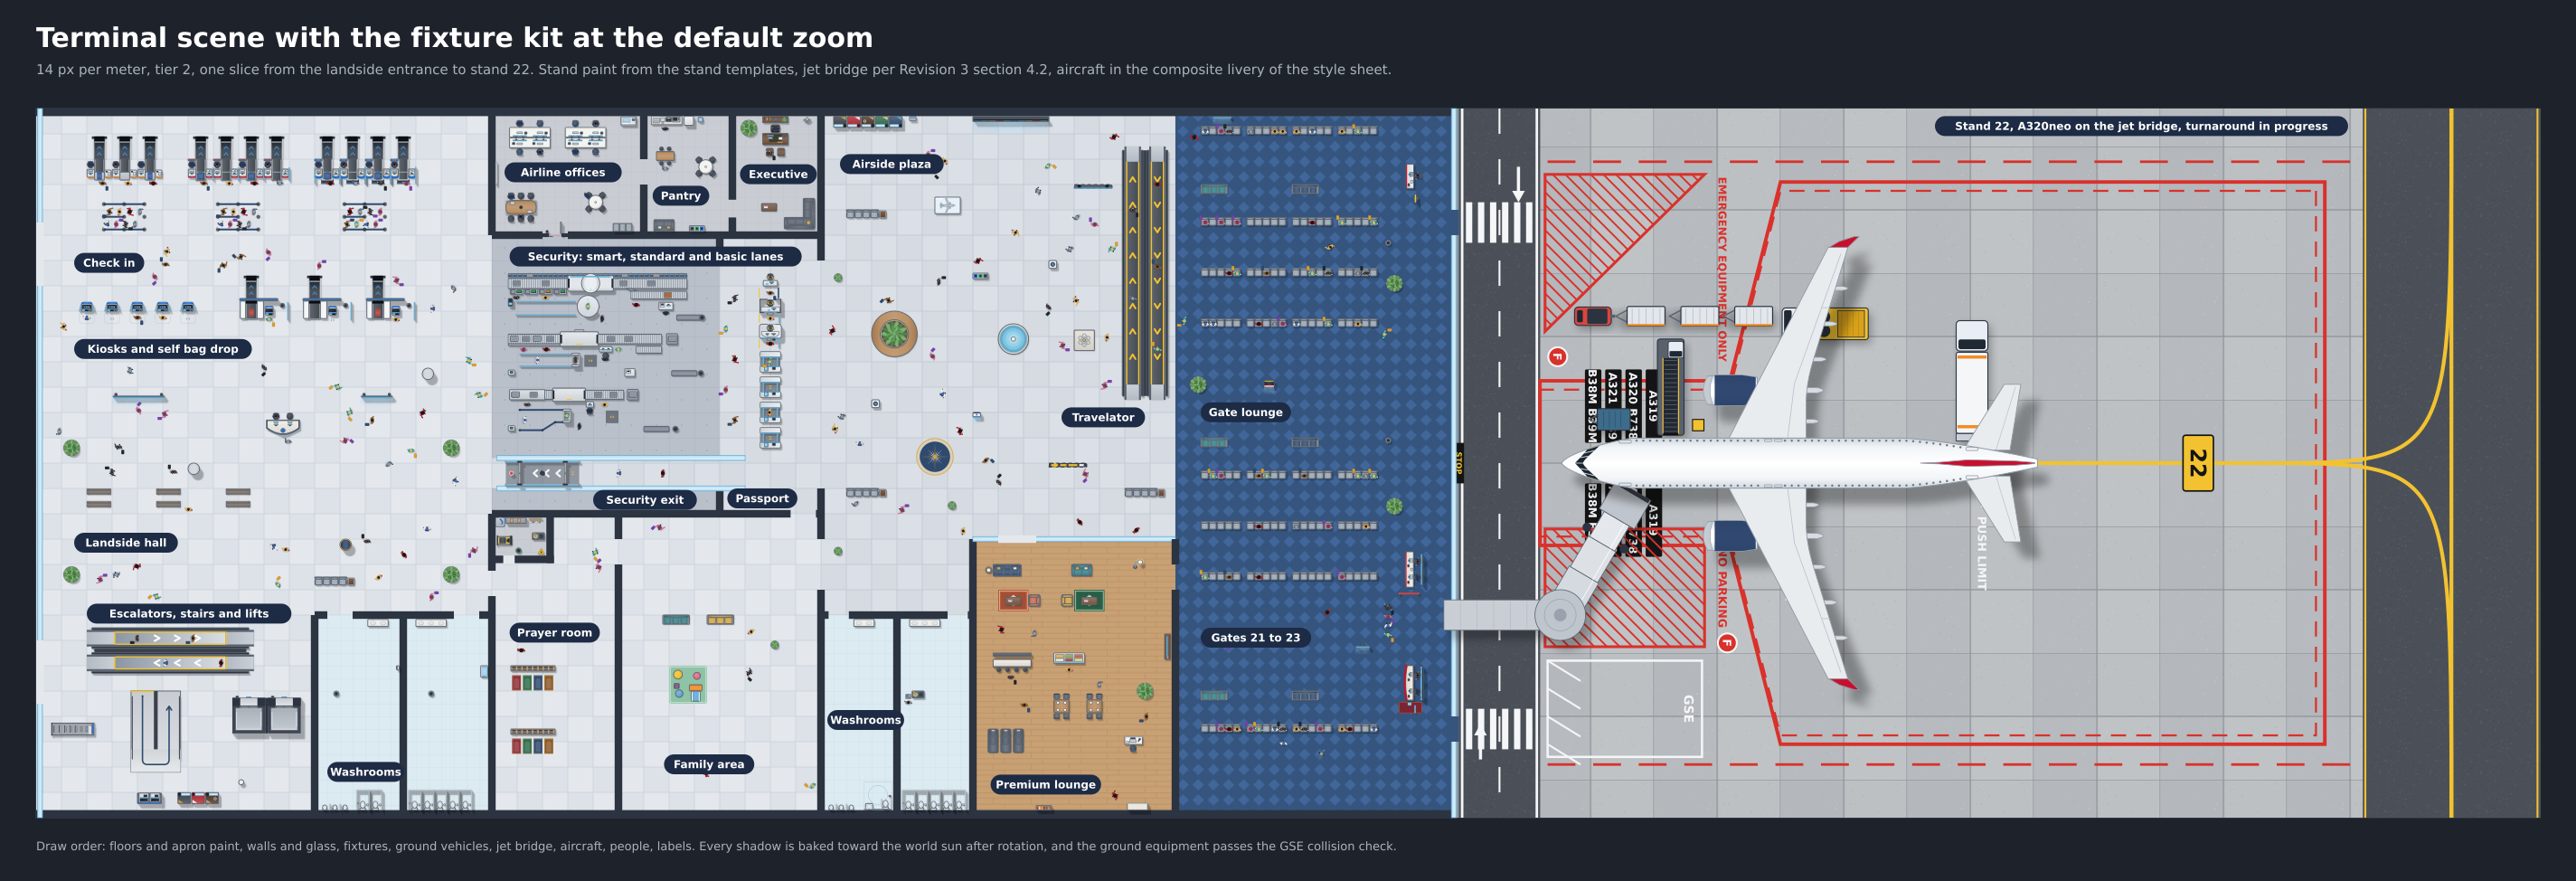 Terminal scene with the fixture kit at the default zoom
14 px per meter, tier 2, one slice from the landside entrance to stand 22. Stand paint from the stand templates, jet bridge per Revision 3 section 4.2, aircraft in the composite livery of the style sheet.
Stand 22, A320neo on the jet bridge, turnaround in progress
Airline offices
Pantry
Executive
Airside plaza
Check in
Security: smart, standard and basic lanes
EMERGENCY EQUIPMENT ONLY
Kiosks and self bag drop
F
B38M B39M
A321
A320 B738
A319
Travelator
Gate lounge
STOP
22
Security exit
Passport
Landside hall
PUSH LIMIT
Escalators, stairs and lifts
Prayer room
Gates 21 to 23
NO PARKING
F
GSE
Washrooms
Washrooms
Family area
Premium lounge
Draw order: floors and apron paint, walls and glass, fixtures, ground vehicles, jet bridge, aircraft, people, labels. Every shadow is baked toward the world sun after rotation, and the ground equipment passes the GSE collision check.